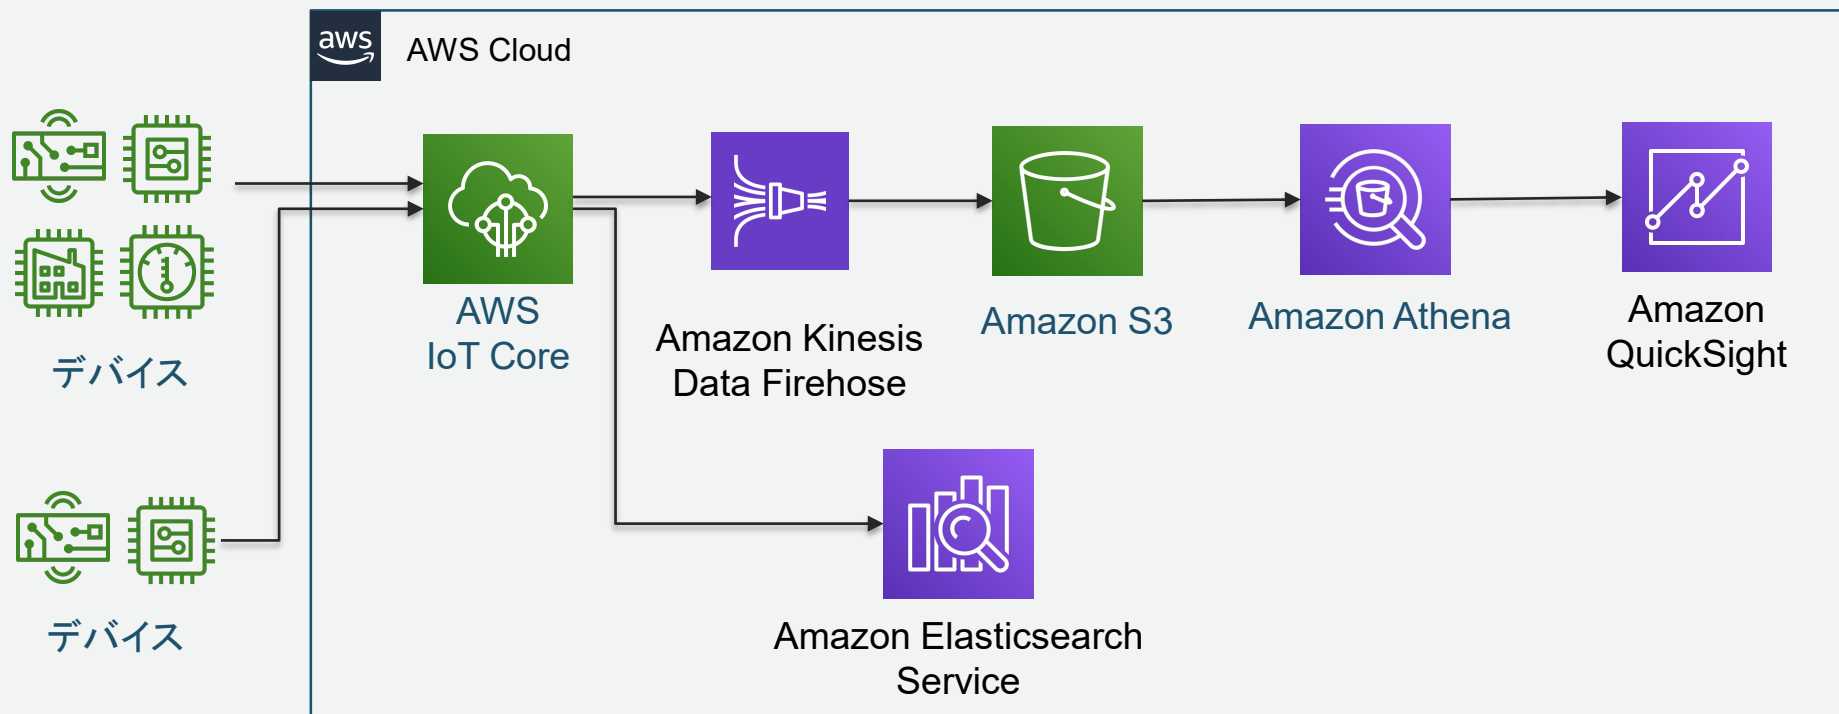 aws
AWS Cloud
デバイス
AWS
IoT Core
Amazon Kinesis
Data Firehose
Amazon S3
Amazon Athena
Amazon
QuickSight
デバイス
Amazon Elasticsearch
Service